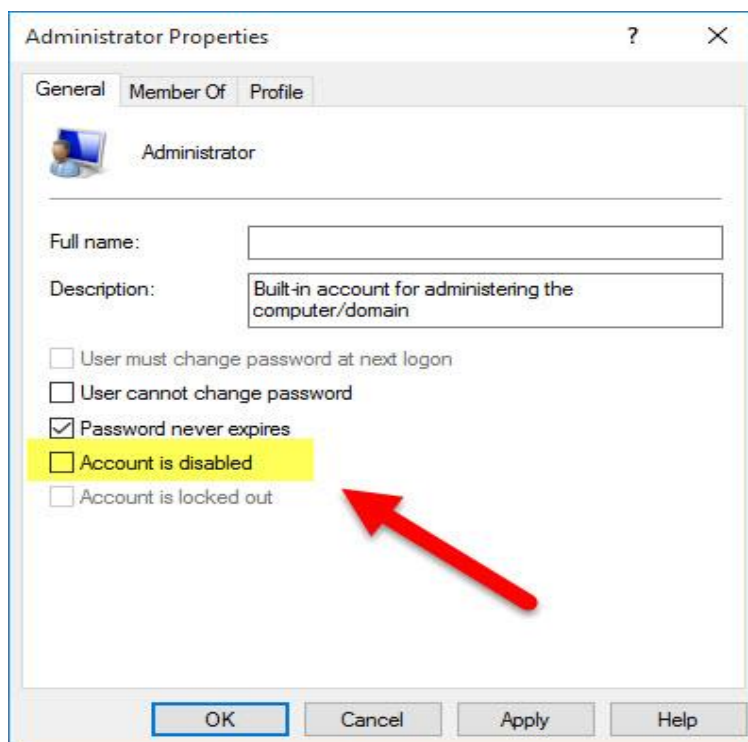 Administrator Properties ? X
General Member Of Profile
Administrator
Full name:
Description: Built-in account for administering the
computer/domain
User must change password at next logon
User cannot change password
Password never expires
Account is disabled
Account is locked out
OK Cancel Apply Help